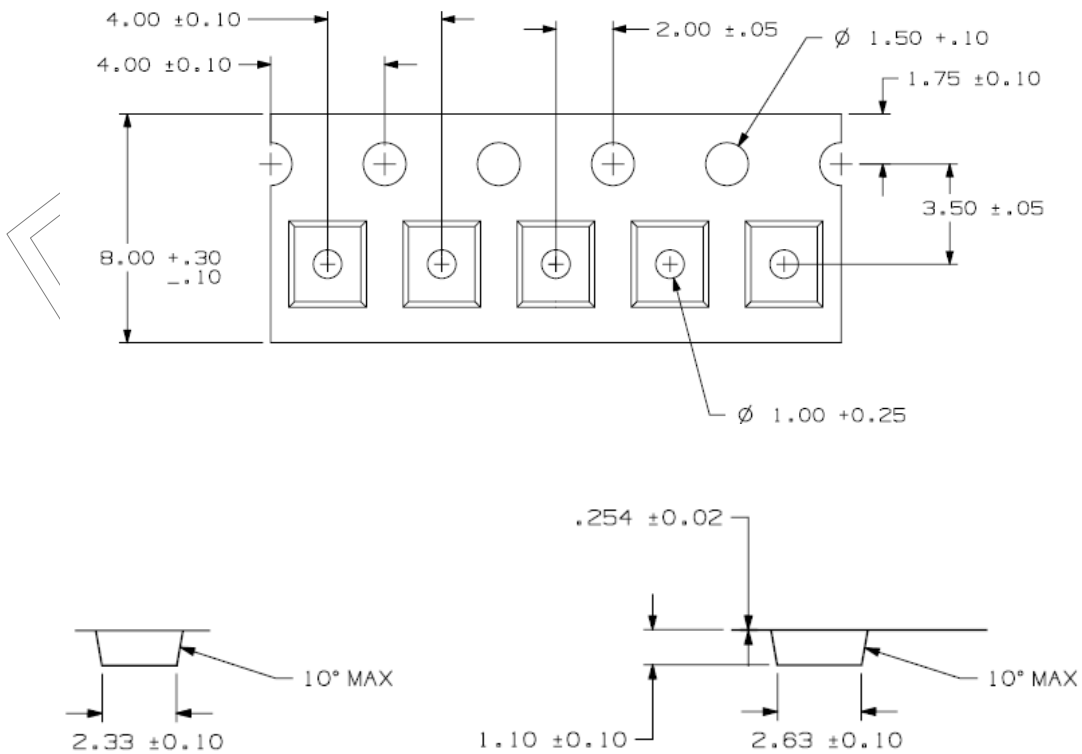 4.00 ±0.10
2.00 ±.05
Ø 1.50 +.10
4.00 ±0.10
1.75 ±0.10
3.50 ±.05
8.00 +.30
-.10
Ø 1.00 +0.25
.254 ±0.02
10° MAX
10° MAX
2.33 ±0.10
1.10 ±0.10
2.63 ±0.10